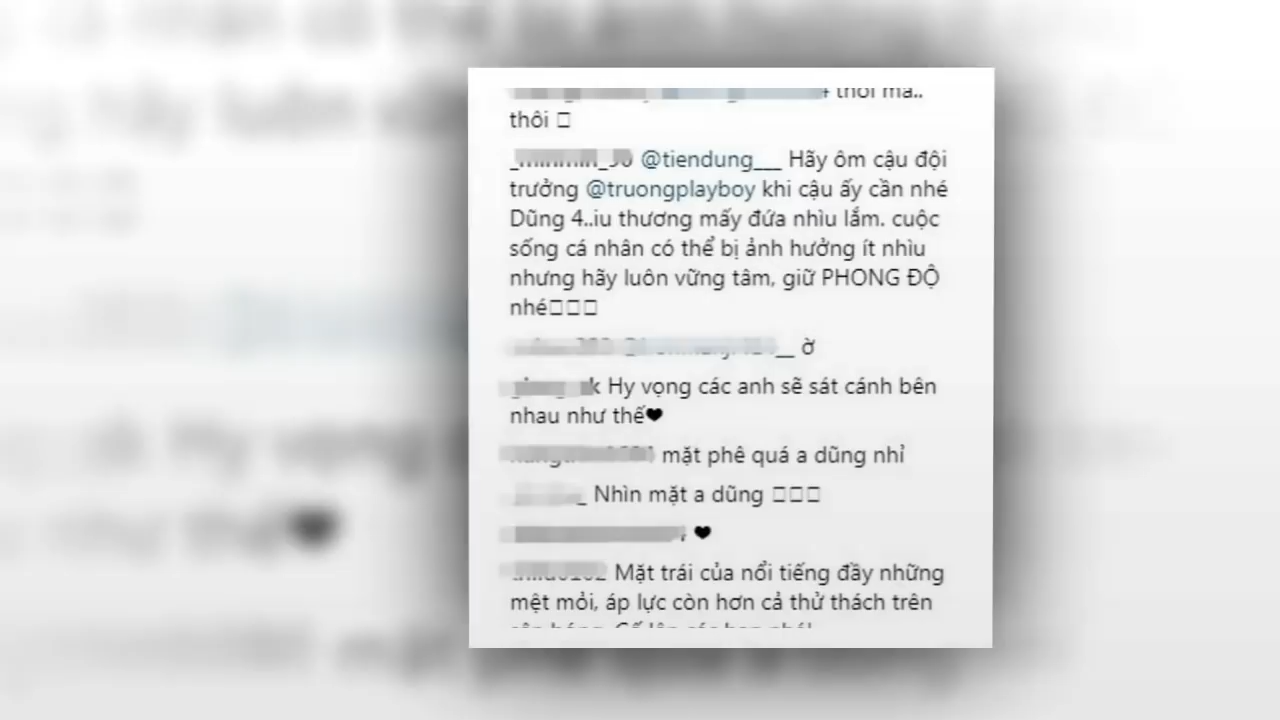 thôi mà..
thôi
@tiendung___ Hãy ôm cậu đội
trưởng @truongplayboy khi cậu ấy cần nhé
Dũng 4..iu thương mấy đứa nhìu lắm. cuộc
sống cá nhân có thể bị ảnh hưởng ít nhìu
nhưng hãy luôn vững tâm, giữ PHONG ĐỘ
nhé
ờ
Hy vọng các anh sẽ sát cánh bên
nhau như thế❤
mặt phê quá a dũng nhỉ
Nhìn mặt a dũng
❤
Mặt trái của nổi tiếng đầy những
mệt mỏi, áp lực còn hơn cả thử thách trên